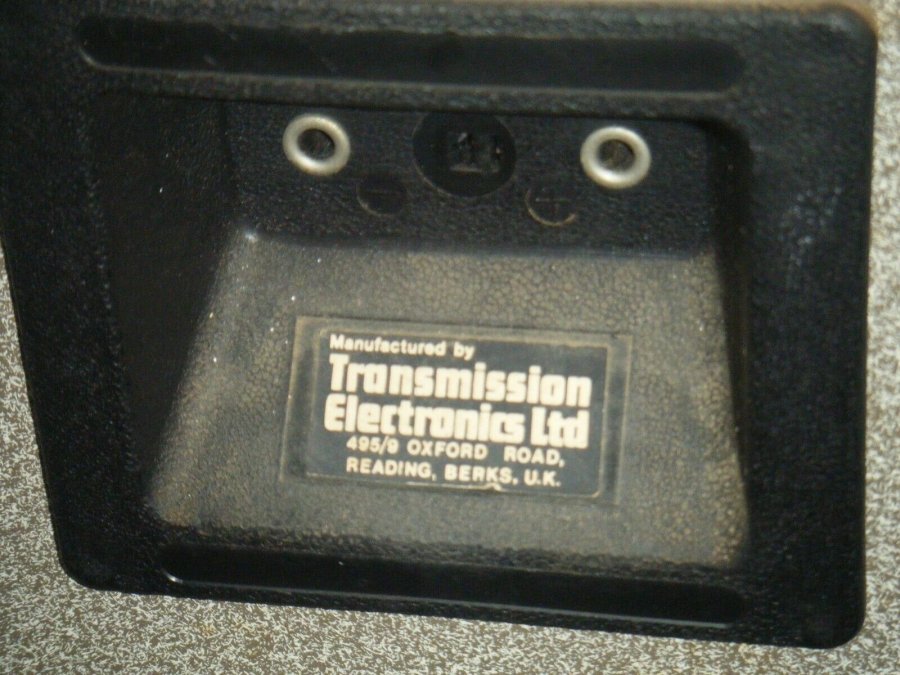 Manufactured by
Transmission
Electronics Ltd
495/9 OXFORD ROAD,
READING, BERKS, U.K.